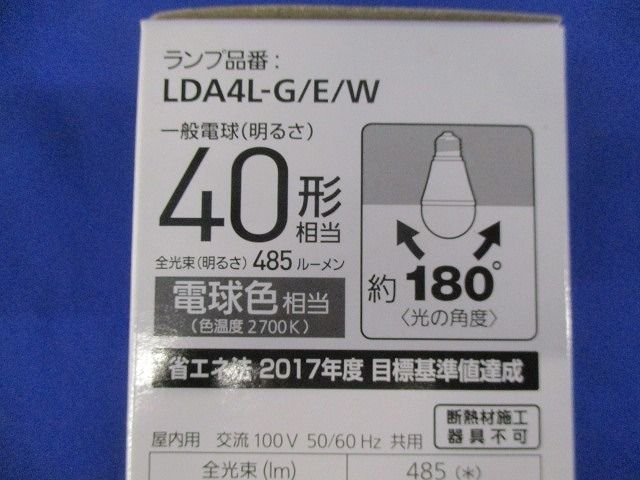 ランプ品番:
LDA4L-G/E/W
一般電球(明るさ)
40形
相当
全光束(明るさ) 485 ルーメン
電球色相当
(色温度 2700K)
約180°
〈光の角度〉
省エネ法 2017年度 目標基準値達成
断熱材施工
器具不可
屋内用 交流100V 50/60Hz 共用
全光束(lm) 485 (※)